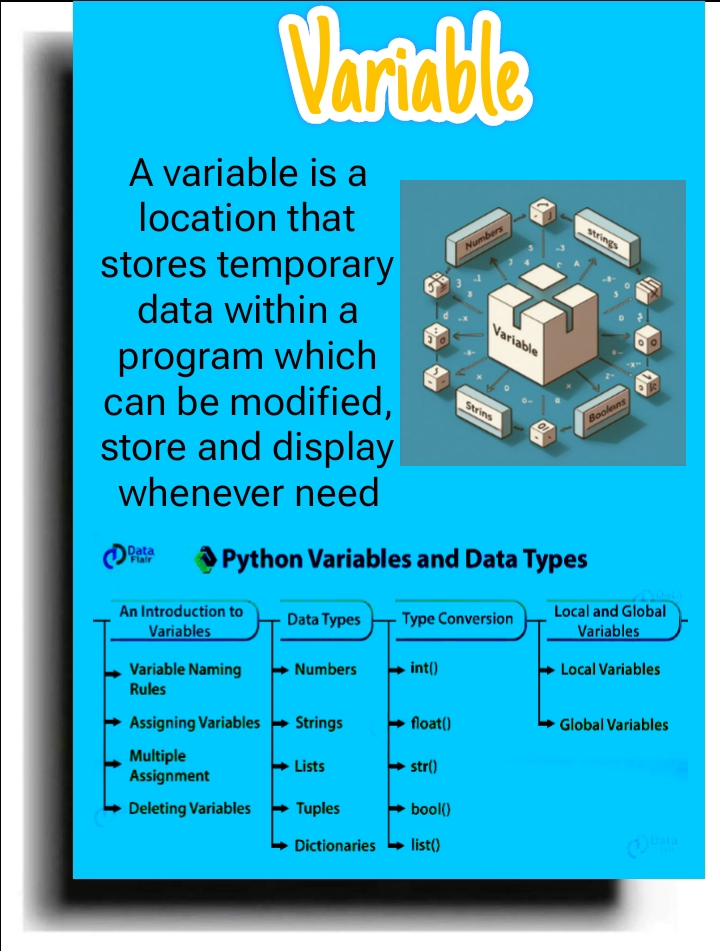 Variable
A variable is a
location that
stores temporary
data within a
program which
can be modified,
store and display
whenever need
Numbers
strings
Variable
Strins
Booleans
Data
Flair
Python Variables and Data Types
An Introduction to
Variables
Variable Naming
Rules
Assigning Variables
Multiple
Assignment
Deleting Variables
Data Types
Numbers
Strings
Lists
Tuples
Dictionaries
Type Conversion
int()
float()
str()
bool()
list()
Local and Global
Variables
Local Variables
Global Variables
Data